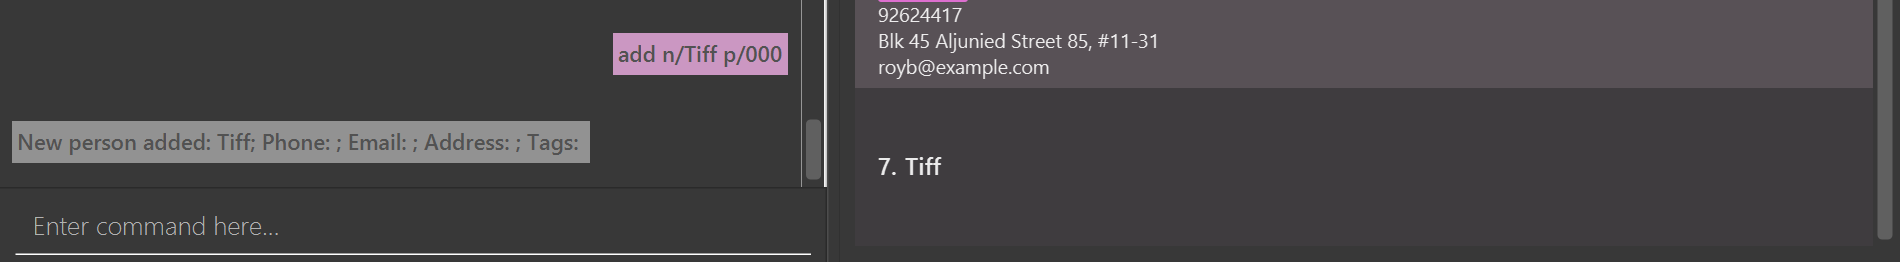 add n/Tiff p/000
New person added: Tiff; Phone: ; Email: ; Address: ; Tags:
Enter command here...
92624417
Blk 45 Aljunied Street 85, #11-31
royb@example.com
7. Tiff